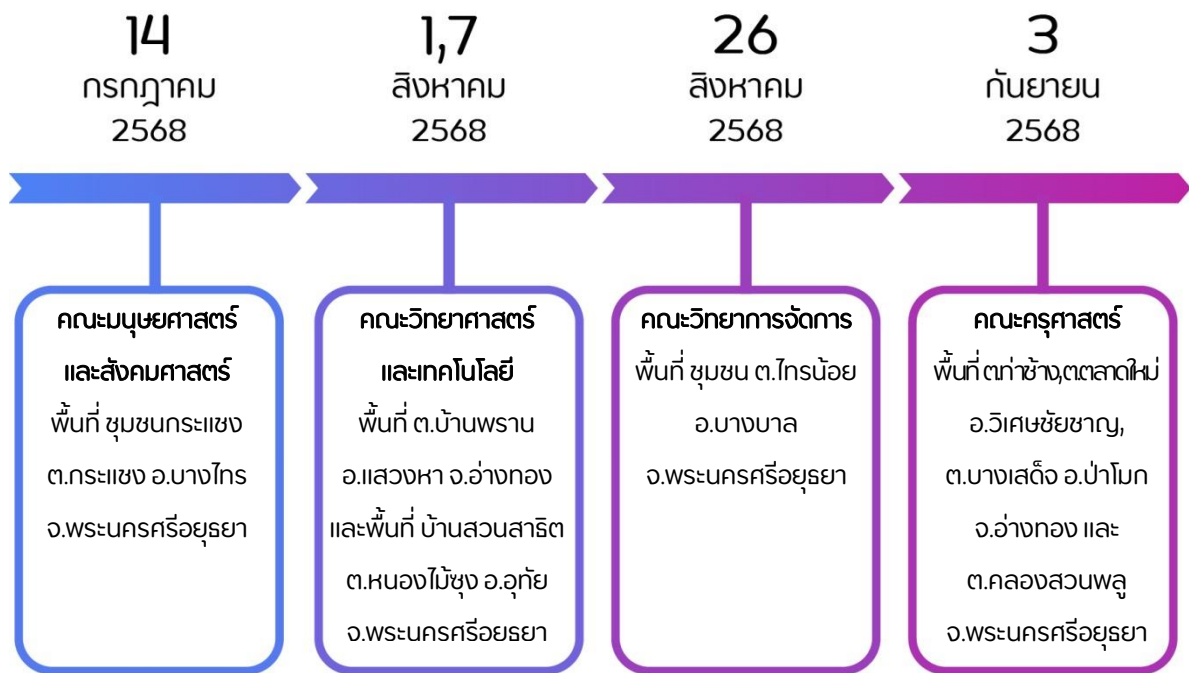 14
กรกฎาคม
2568
1,7
สิงหาคม
2568
26
สิงหาคม
2568
3
กันยายน
2568
คณะมนุษยศาสตร์
และสังคมศาสตร์
พื้นที่ ชุมชนกระแชง
ต.กระแชง อ.บางไทร
จ.พระนครศรีอยุธยา
คณะวิทยาศาสตร์
และเทคโนโลยี
พื้นที่ ต.บ้านพราน
อ.แสวงหา จ.อ่างทอง
และพื้นที่ บ้านสวนสาธิต
ต.หนองไม้ซุง อ.อุทัย
จ.พระนครศรีอยธยา
คณะวิทยาการจัดการ
พื้นที่ ชุมชน ต.ไทรน้อย
อ.บางบาล
จ.พระนครศรีอยุธยา
คณะครุศาสตร์
พื้นที่ ต.ท่าช้าง,ต.ตลาดใหม่
อ.วิเศษชัยชาญ,
ต.บางเสด็จ อ.ป่าโมก
จ.อ่างทอง และ
ต.คลองสวนพลู
จ.พระนครศรีอยุธยา